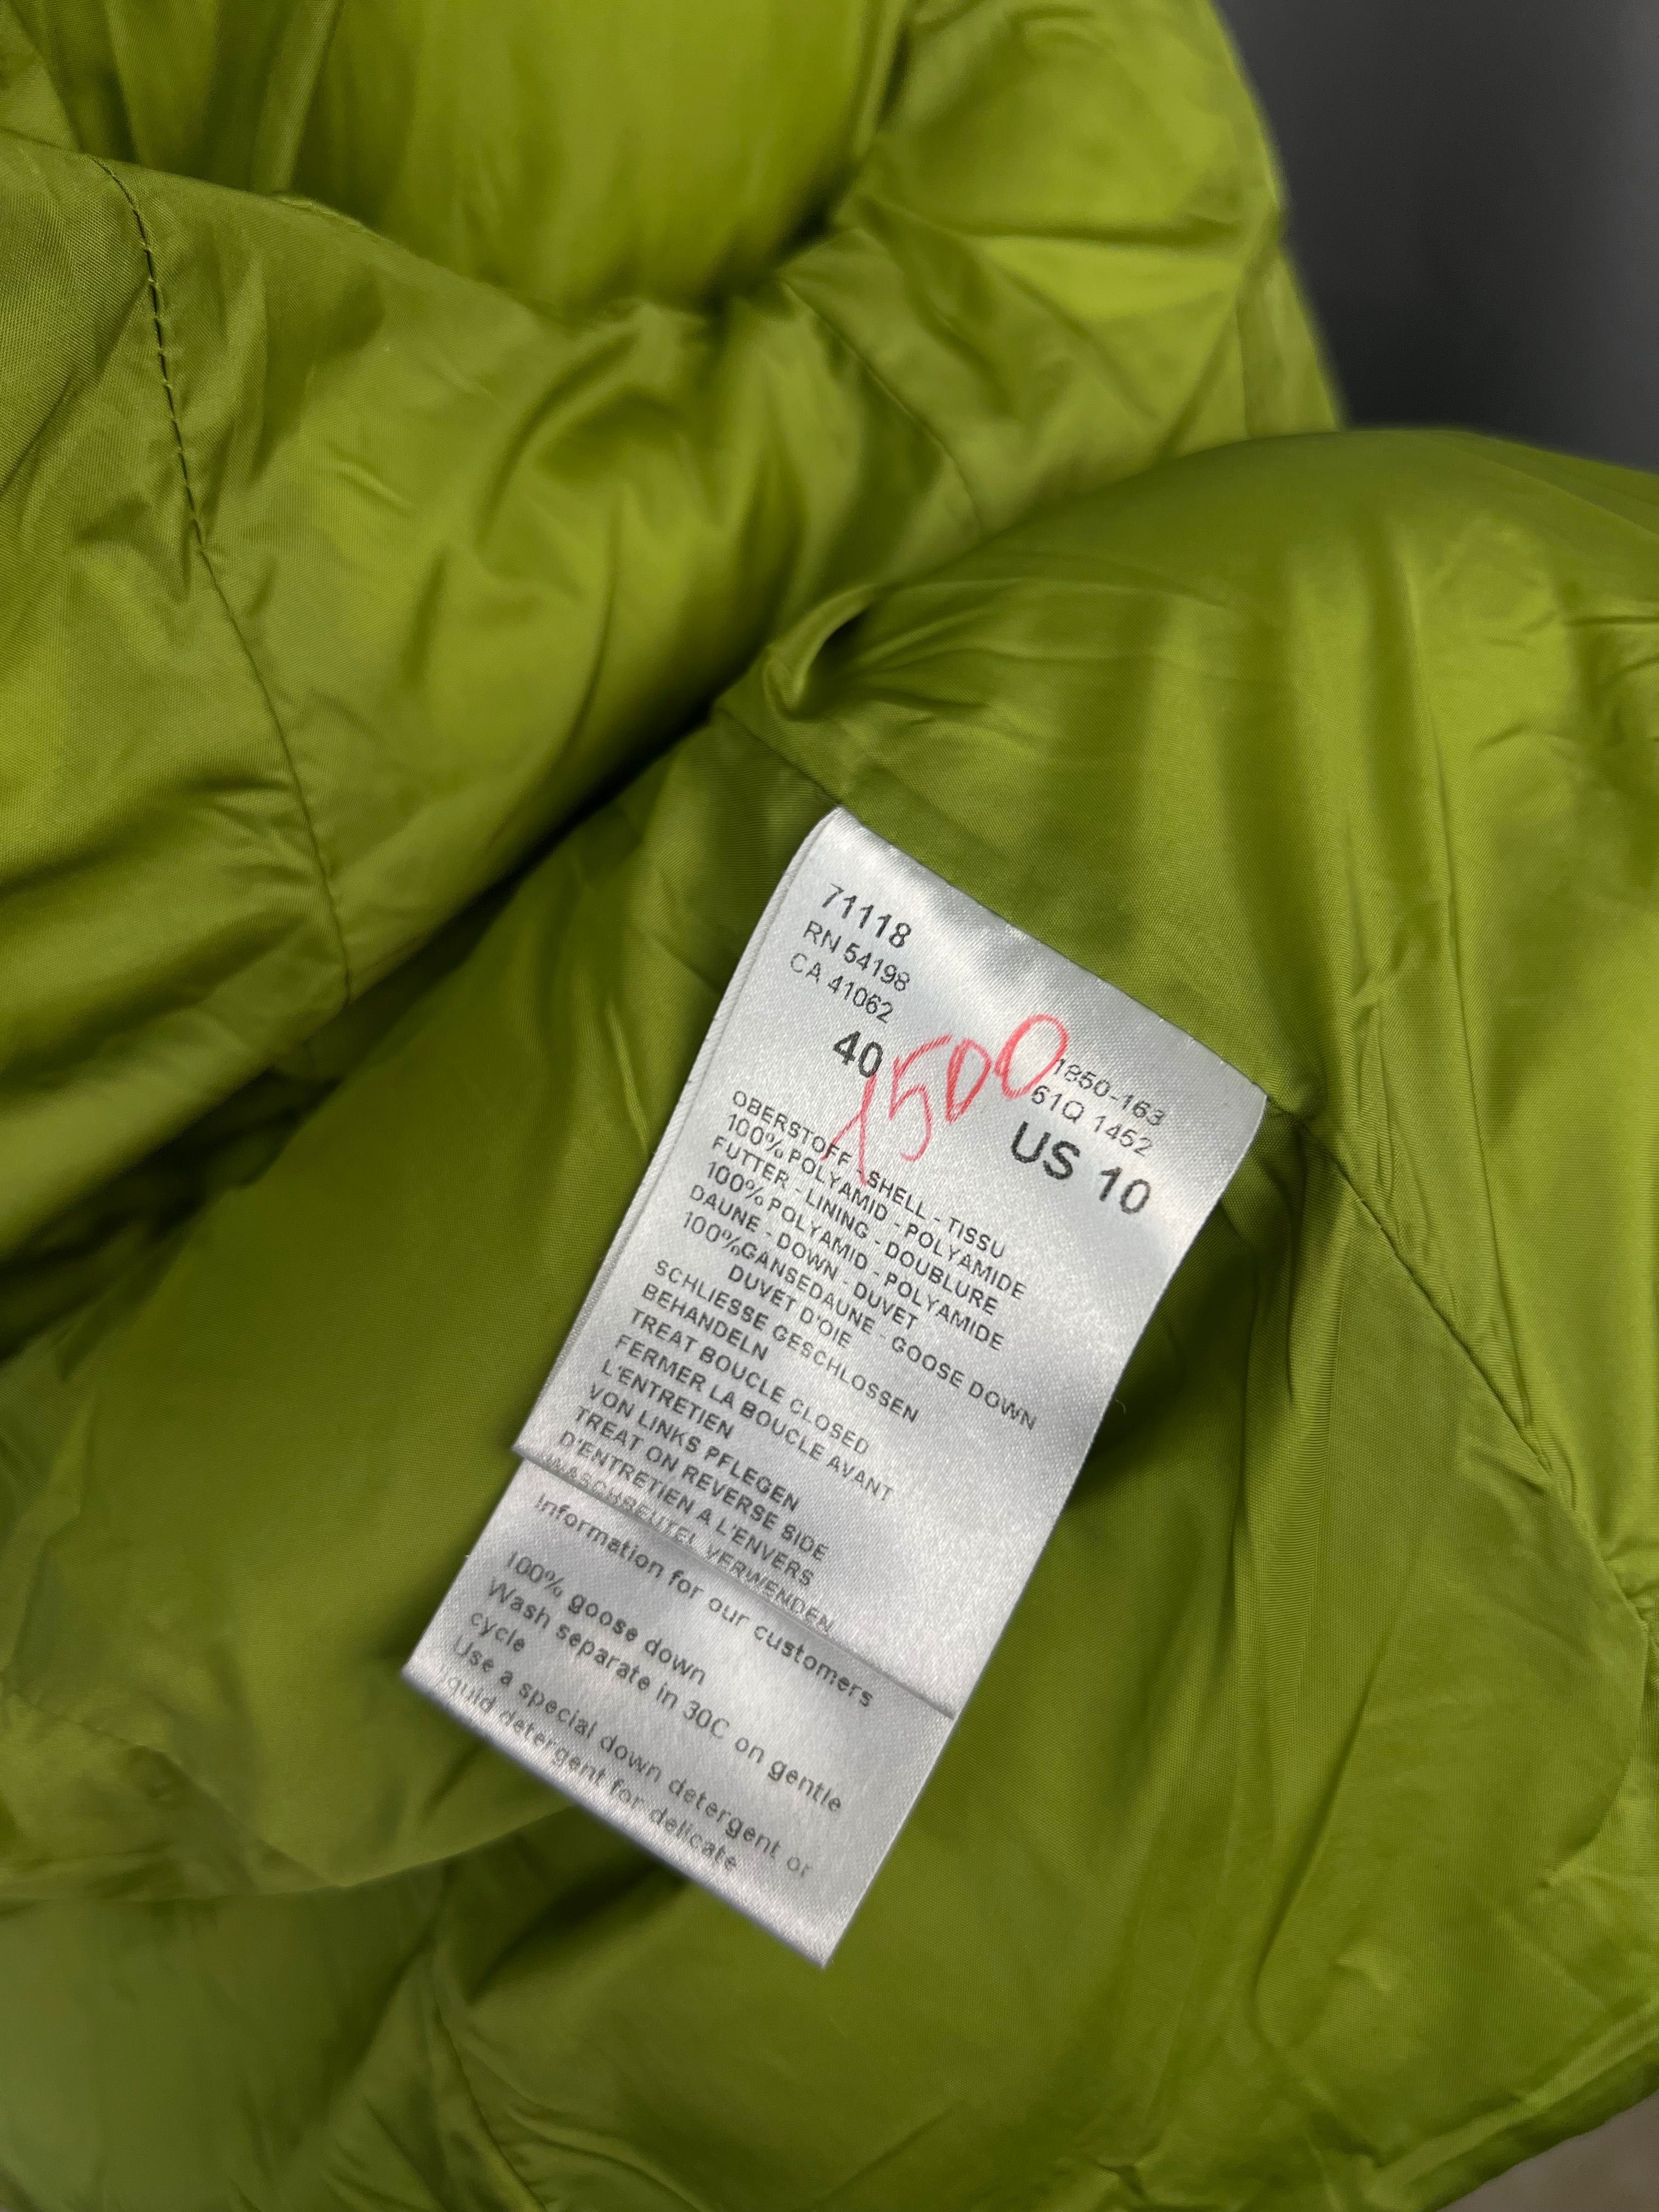 71118
RN 54198
CA 41062
40
1500
1850-163
61Q 1452
US 10
OBERSTOFF - SHELL - TISSU
100% POLYAMID - POLYAMIDE
FUTTER - LINING - DOUBLURE
100% POLYAMID - POLYAMIDE
DAUNE - DOWN - DUVET
100%GANSEDAUNE - GOOSE DOWN
DUVET D'OIE
SCHLIESSE GESCHLOSSEN
BEHANDELN
TREAT BOUCLE CLOSED
FERMER LA BOUCLE AVANT
L'ENTRETIEN
VON LINKS PFLEGEN
TREAT ON REVERSE SIDE
D'ENTRETIEN A L'ENVERS
WASCHBEUTEL VERWENDEN
Information for our customers
100% goose down
Wash separate in 30C on gentle
cycle
Use a special down detergent or
liquid detergent for delicate